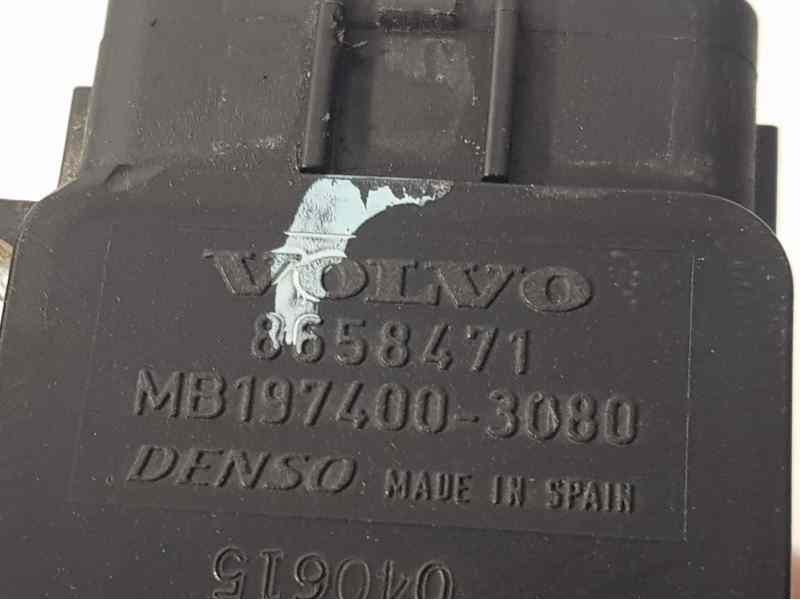 VOLVO
8658471
MB197400-3080
DENSO MADE IN SPAIN
040615